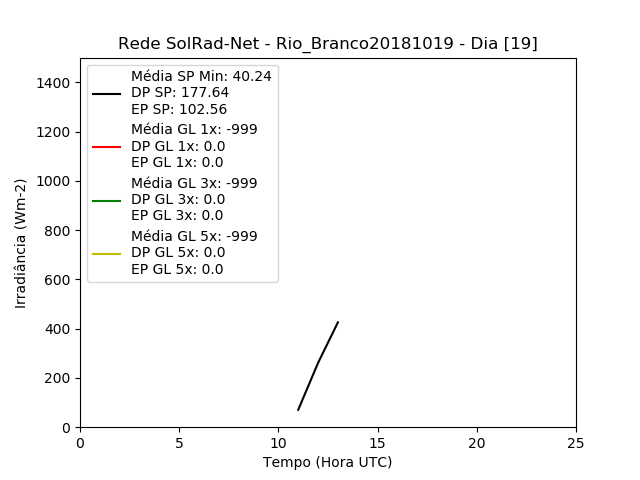 Rede SolRad-Net - Rio_Branco20181019 - Dia [19]
Média SP Min: 40.24
DP SP: 177.64
EP SP: 102.56
Média GL 1x: -999
DP GL 1x: 0.0
EP GL 1x: 0.0
Média GL 3x: -999
DP GL 3x: 0.0
EP GL 3x: 0.0
Média GL 5x: -999
DP GL 5x: 0.0
EP GL 5x: 0.0
Irradiância (Wm-2)
1400
1200
1000
800
600
400
200
0
0 5 10 15 20 25
Tempo (Hora UTC)